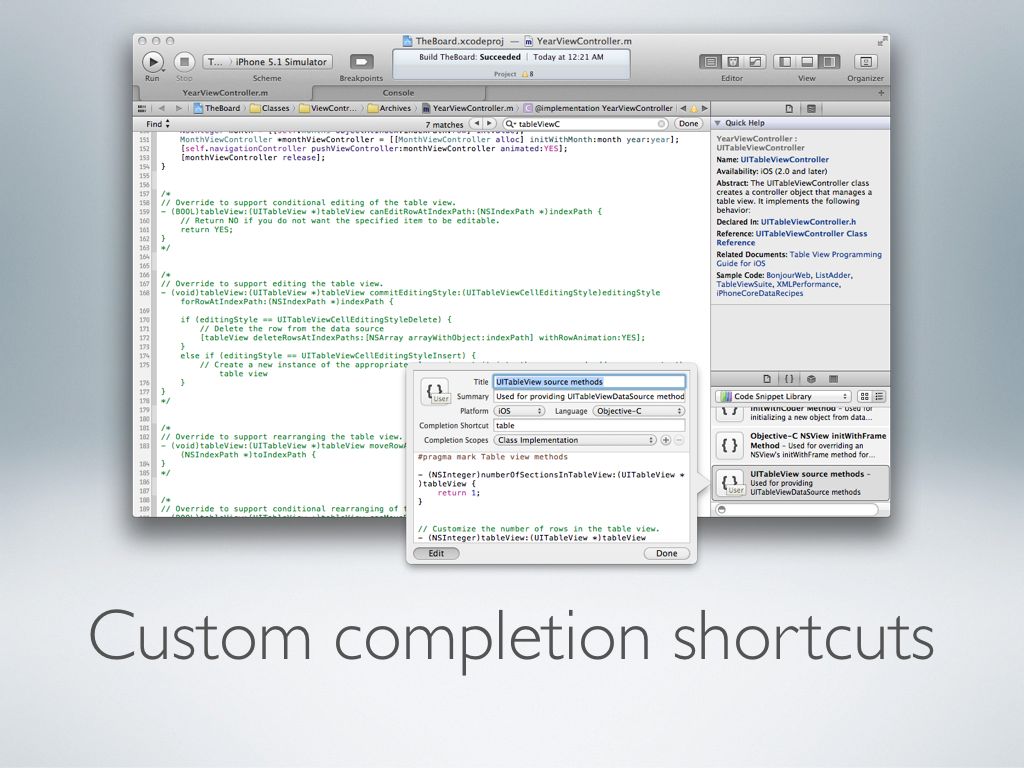 TheBoard.xcodeproj — YearViewController.m
Run
Stop
T... iPhone 5.1 Simulator
Scheme
Breakpoints
Build TheBoard: Succeeded | Today at 12:21 AM
Project 8
Editor
View
Organizer
YearViewController.m
Console
TheBoard
Classes
ViewContr...
Archives
YearViewController.m
@implementation YearViewController
Find
7 matches
tableViewC
Done
151 MonthViewController *monthViewController = [[MonthViewController alloc] initWithMonth:month year:year];
152 [self.navigationController pushViewController:monthViewController animated:YES];
153 [monthViewController release];
154 }
155
156
157 /*
158 // Override to support conditional editing of the table view.
159 - (BOOL)tableView:(UITableView *)tableView canEditRowAtIndexPath:(NSIndexPath *)indexPath {
160 // Return NO if you do not want the specified item to be editable.
161 return YES;
162 }
163 */
164
165
166 /*
167 // Override to support editing the table view.
168 - (void)tableView:(UITableView *)tableView commitEditingStyle:(UITableViewCellEditingStyle)editingStyle
forRowAtIndexPath:(NSIndexPath *)indexPath {
169
170 if (editingStyle == UITableViewCellEditingStyleDelete) {
171 // Delete the row from the data source
172 [tableView deleteRowsAtIndexPaths:[NSArray arrayWithObject:indexPath] withRowAnimation:YES];
173 }
174 else if (editingStyle == UITableViewCellEditingStyleInsert) {
175 // Create a new instance of the appropriate
table view
176 }
177 }
178 */
179
180
181 /*
182 // Override to support rearranging the table view.
183 - (void)tableView:(UITableView *)tableView moveRowA
(NSIndexPath *)toIndexPath {
184 }
185 */
186
187
188 /*
189 // Override to support conditional rearranging of t
Quick Help
YearViewController :
UITableViewController
Name: UITableViewController
Availability: iOS (2.0 and later)
Abstract: The UITableViewController class
creates a controller object that manages a
table view. It implements the following
behavior:
Declared In: UITableViewController.h
Reference: UITableViewController Class
Reference
Related Documents: Table View Programming
Guide for iOS
Sample Code: BonjourWeb, ListAdder,
TableViewSuite, XMLPerformance,
iPhoneCoreDataRecipes
{ }
Code Snippet Library
initWithCoder Method - Used for
initializing a new object from data...
Objective-C NSView initWithFrame
Method - Used for overriding an
NSView's initWithFrame method for...
UITableView source methods -
Used for providing
UITableViewDataSource methods
{ }
User
{ }
User
Title UITableView source methods
Summary Used for providing UITableViewDataSource method
Platform iOS Language Objective-C
Completion Shortcut table
Completion Scopes Class Implementation
#pragma mark Table view methods
- (NSInteger)numberOfSectionsInTableView:(UITableView *
)tableView {
return 1;
}
// Customize the number of rows in the table view.
- (NSInteger)tableView:(UITableView *)tableView
Edit
Done
Custom completion shortcuts